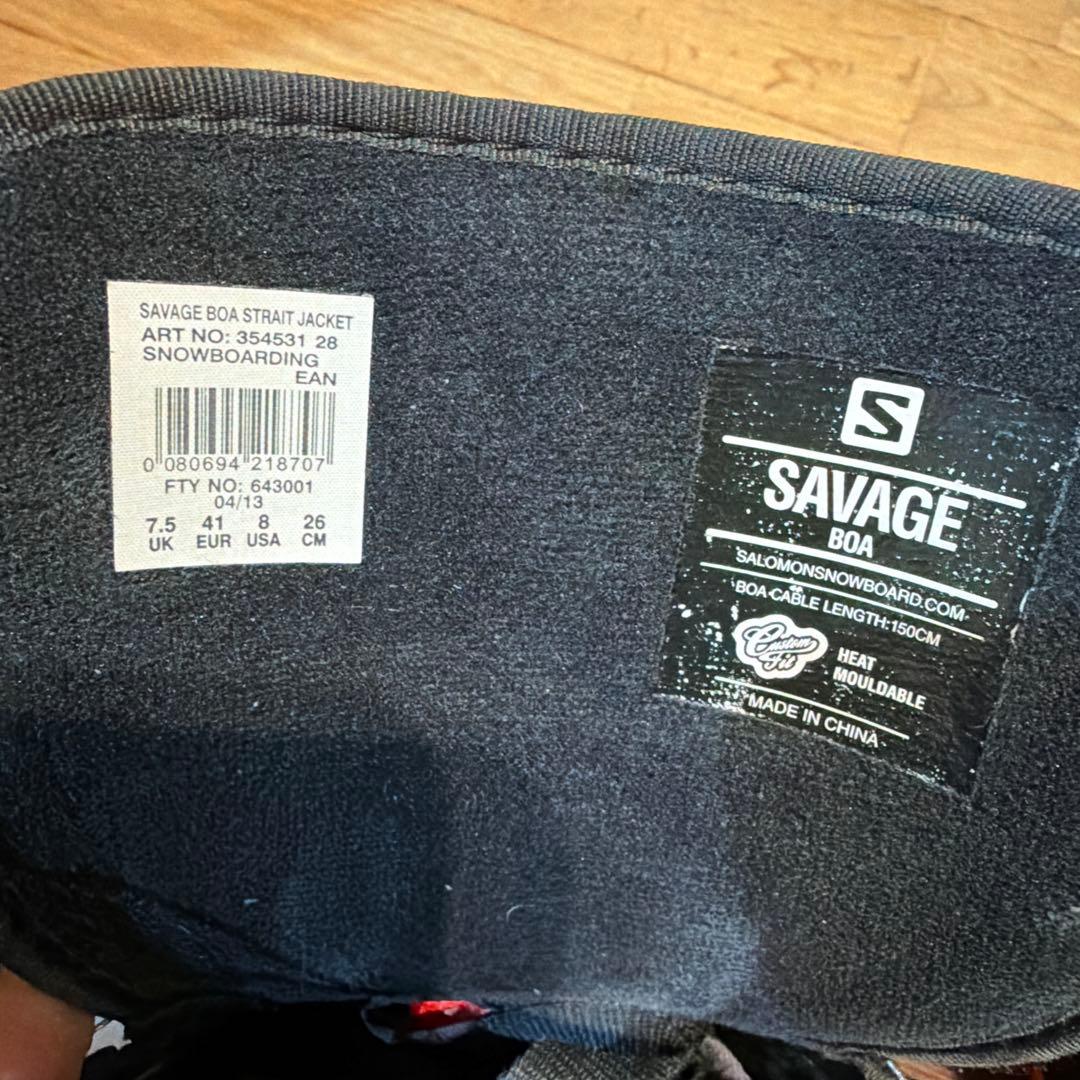 SAVAGE BOA STRAIT JACKET
ART NO: 354531 28
SNOWBOARDING
EAN
0 080694 218707
FTY NO: 643001
04/13
7.5 41 8 26
UK EUR USA CM
S
SAVAGE
BOA
SALOMONSNOWBOARD.COM
BOA CABLE LENGTH:150CM
Custom
Fit
HEAT
MOULDABLE
MADE IN CHINA